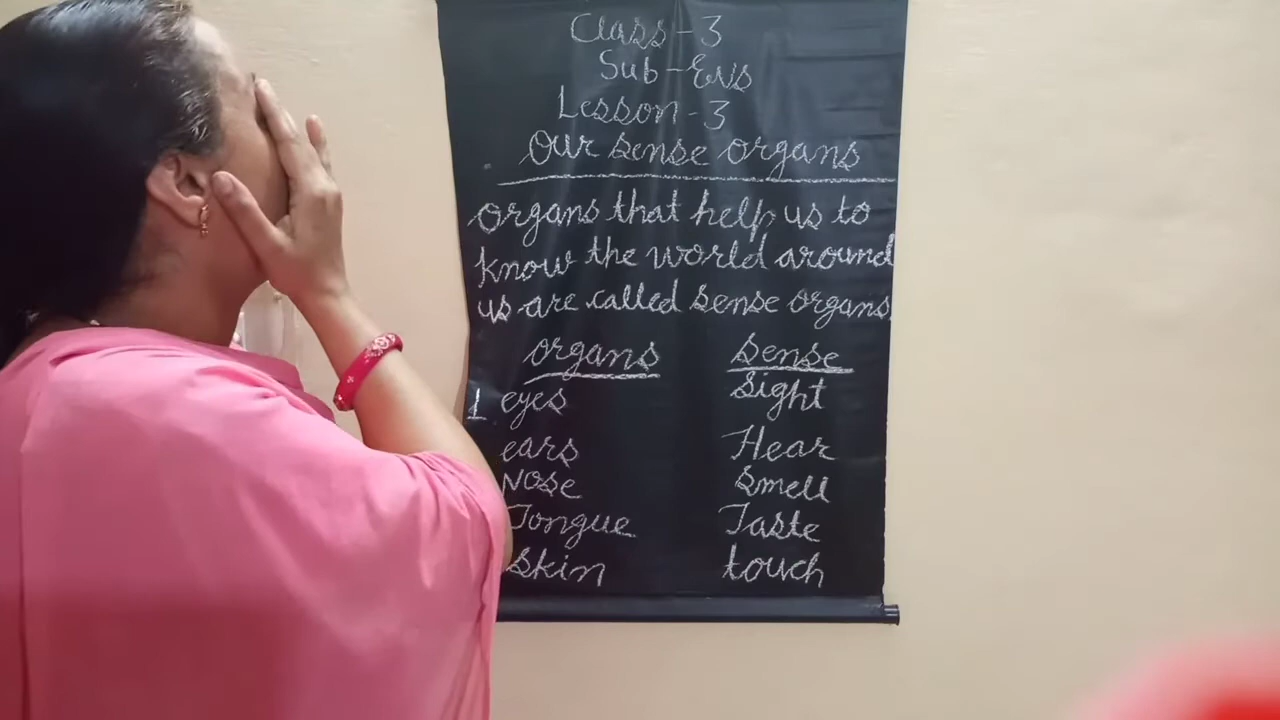 Class-3
Sub-Evs
Lesson-3
Our sense organs
organs that help us to
know the world around
us are called sense organs.
organs sense
1 eyes Sight
ears Hear
Nose Smell
Tongue Taste
Skin touch